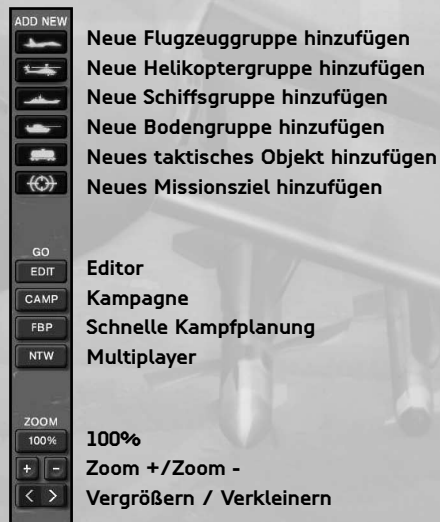 ADD NEW
Neue Flugzeuggruppe hinzufügen
Neue Helikoptergruppe hinzufügen
Neue Schiffsgruppe hinzufügen
Neue Bodengruppe hinzufügen
Neues taktisches Objekt hinzufügen
Neues Missionsziel hinzufügen
GO
EDIT Editor
CAMP Kampagne
FBP Schnelle Kampfplanung
NTW Multiplayer
ZOOM
100% 100%
+ - Zoom +/Zoom -
< > Vergrößern / Verkleinern